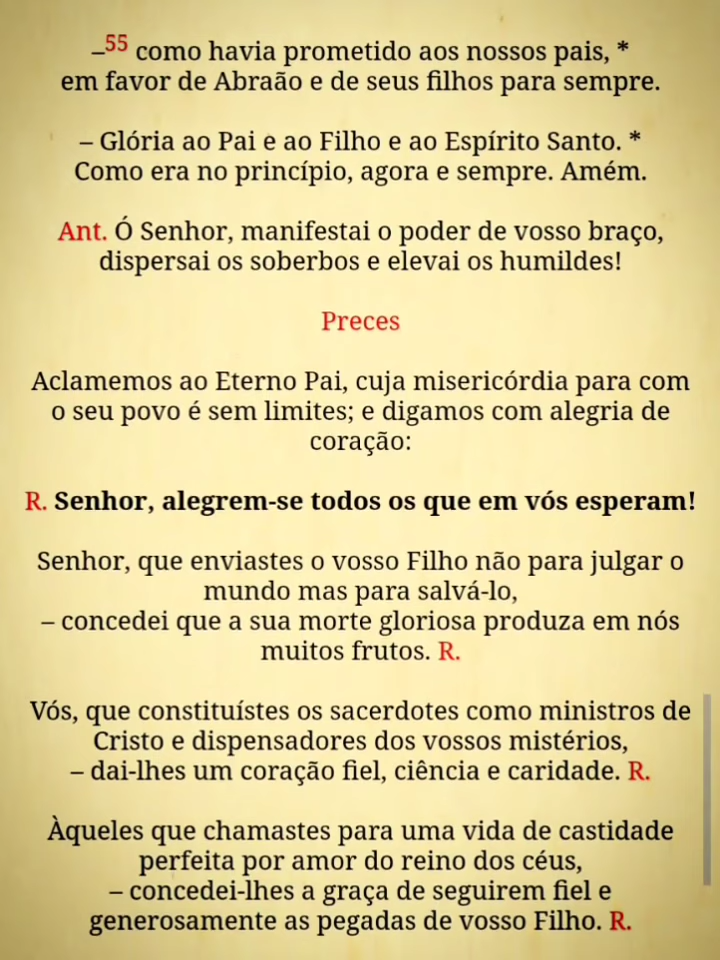 –55 como havia prometido aos nossos pais, *
em favor de Abraão e de seus filhos para sempre.
– Glória ao Pai e ao Filho e ao Espírito Santo. *
Como era no princípio, agora e sempre. Amém.
Ant. Ó Senhor, manifestai o poder de vosso braço,
dispersai os soberbos e elevai os humildes!
Preces
Aclamemos ao Eterno Pai, cuja misericórdia para com
o seu povo é sem limites; e digamos com alegria de
coração:
R. Senhor, alegrem-se todos os que em vós esperam!
Senhor, que enviastes o vosso Filho não para julgar o
mundo mas para salvá-lo,
– concedei que a sua morte gloriosa produza em nós
muitos frutos. R.
Vós, que constituístes os sacerdotes como ministros de
Cristo e dispensadores dos vossos mistérios,
– dai-lhes um coração fiel, ciência e caridade. R.
Àqueles que chamastes para uma vida de castidade
perfeita por amor do reino dos céus,
– concedei-lhes a graça de seguirem fiel e
generosamente as pegadas de vosso Filho. R.